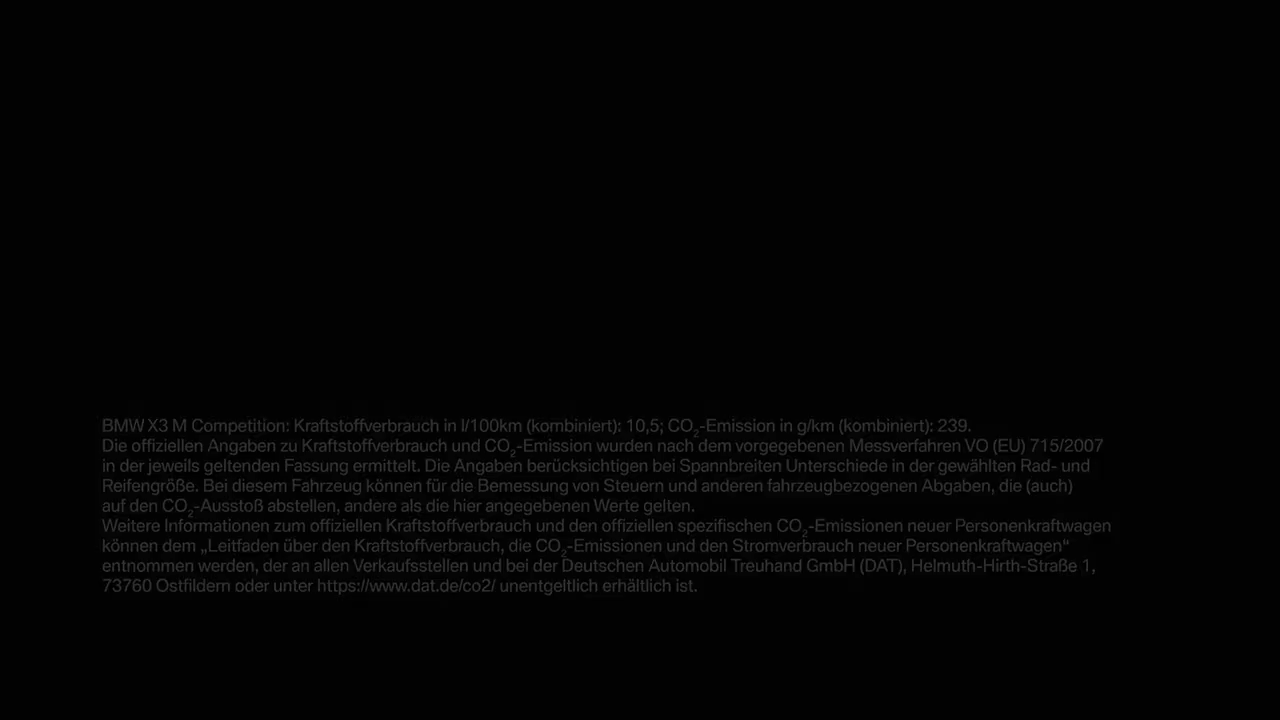 BMW X3 M Competition: Kraftstoffverbrauch in l/100km (kombiniert): 10,5; CO₂-Emission in g/km (kombiniert): 239.
Die offiziellen Angaben zu Kraftstoffverbrauch und CO₂-Emission wurden nach dem vorgegebenen Messverfahren VO (EU) 715/2007
in der jeweils geltenden Fassung ermittelt. Die Angaben berücksichtigen bei Spannbreiten Unterschiede in der gewählten Rad- und
Reifengröße. Bei diesem Fahrzeug können für die Bemessung von Steuern und anderen fahrzeugbezogenen Abgaben, die (auch)
auf den CO₂-Ausstoß abstellen, andere als die hier angegebenen Werte gelten.
Weitere Informationen zum offiziellen Kraftstoffverbrauch und den offiziellen spezifischen CO₂-Emissionen neuer Personenkraftwagen
können dem „Leitfaden über den Kraftstoffverbrauch, die CO₂-Emissionen und den Stromverbrauch neuer Personenkraftwagen“
entnommen werden, der an allen Verkaufsstellen und bei der Deutschen Automobil Treuhand GmbH (DAT), Helmuth-Hirth-Straße 1,
73760 Ostfildern oder unter https://www.dat.de/co2/ unentgeltlich erhältlich ist.